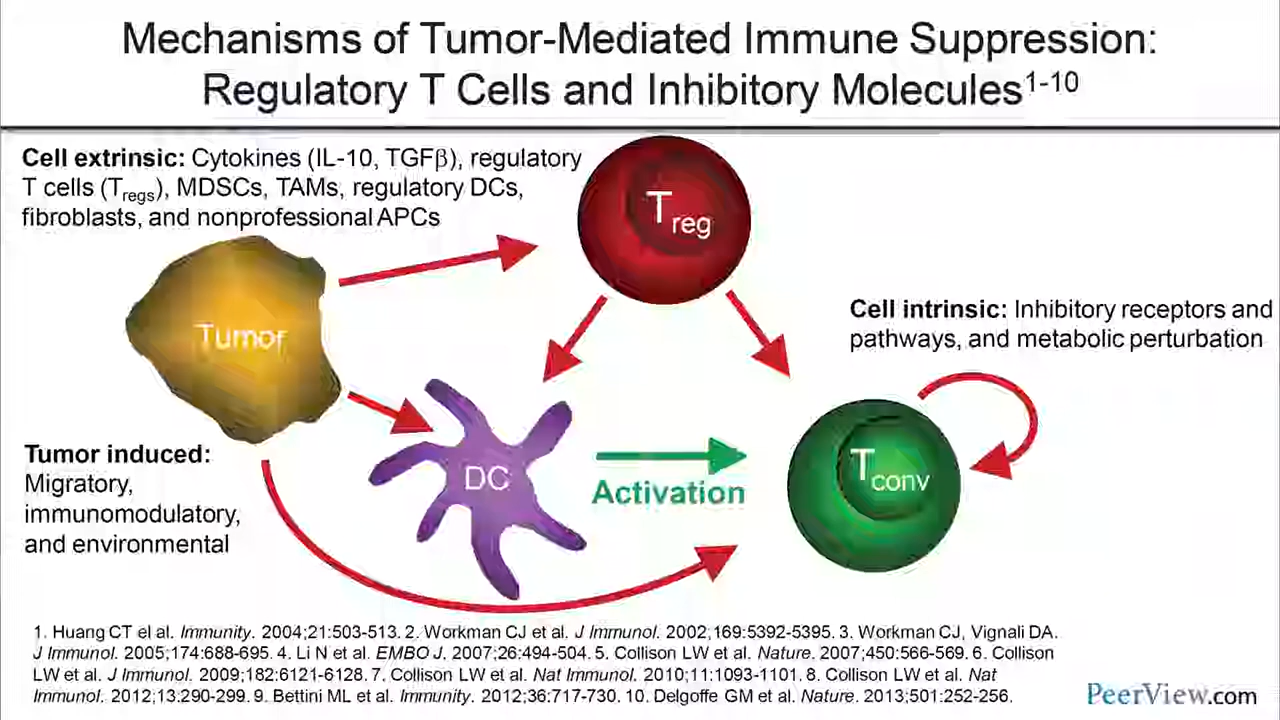 Mechanisms of Tumor-Mediated Immune Suppression:
Regulatory T Cells and Inhibitory Molecules1-10
Cell extrinsic: Cytokines (IL-10, TGFβ), regulatory
T cells (Tregs), MDSCs, TAMs, regulatory DCs,
fibroblasts, and nonprofessional APCs
Treg
Tumor
Cell intrinsic: Inhibitory receptors and
pathways, and metabolic perturbation
Tumor induced:
Migratory,
immunomodulatory,
and environmental
DC
Activation
Tconv
1. Huang CT el al. Immunity. 2004;21:503-513. 2. Workman CJ et al. J Immunol. 2002;169:5392-5395. 3. Workman CJ, Vignali DA.
J Immunol. 2005;174:688-695. 4. Li N et al. EMBO J. 2007;26:494-504. 5. Collison LW et al. Nature. 2007;450:566-569. 6. Collison
LW et al. J Immunol. 2009;182:6121-6128. 7. Collison LW et al. Nat Immunol. 2010;11:1093-1101. 8. Collison LW et al. Nat
Immunol. 2012;13:290-299. 9. Bettini ML et al. Immunity. 2012;36:717-730. 10. Delgoffe GM et al. Nature. 2013;501:252-256.
PeerView.com